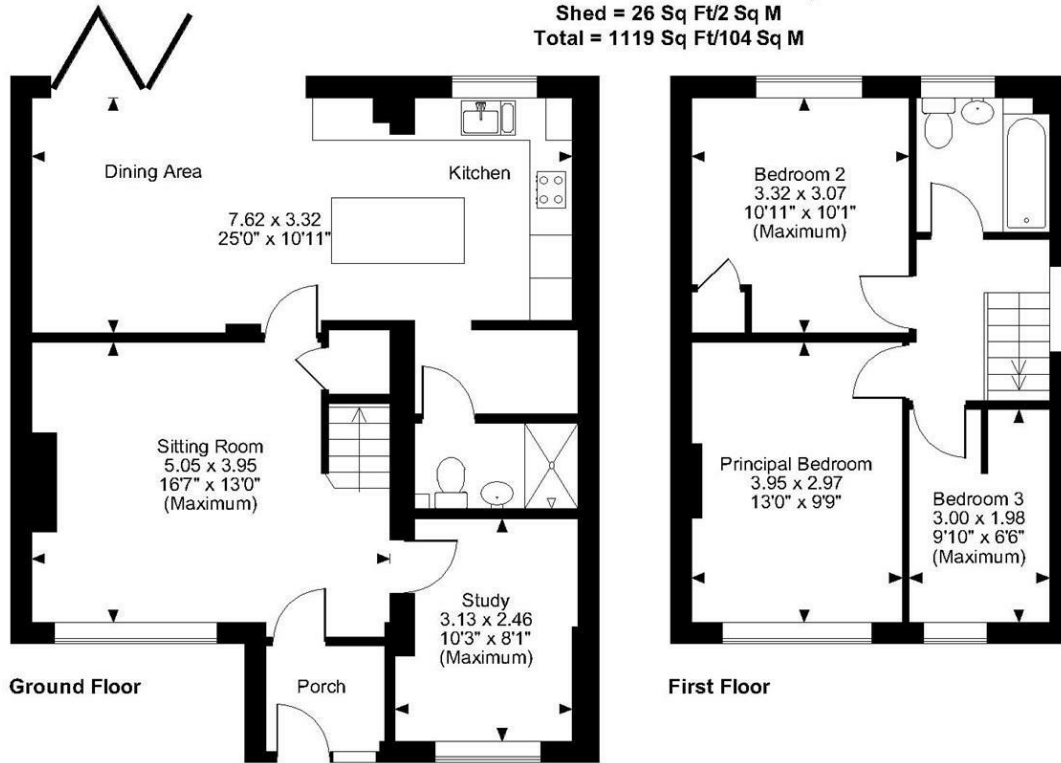 Shed = 26 Sq Ft/2 Sq M
Total = 1119 Sq Ft/104 Sq M
Dining Area
Kitchen
7.62 x 3.32
25'0" x 10'11"
Sitting Room
5.05 x 3.95
16'7" x 13'0"
(Maximum)
Study
3.13 x 2.46
10'3" x 8'1"
(Maximum)
Porch
Ground Floor
Bedroom 2
3.32 x 3.07
10'11" x 10'1"
(Maximum)
Principal Bedroom
3.95 x 2.97
13'0" x 9'9"
Bedroom 3
3.00 x 1.98
9'10" x 6'6"
(Maximum)
First Floor